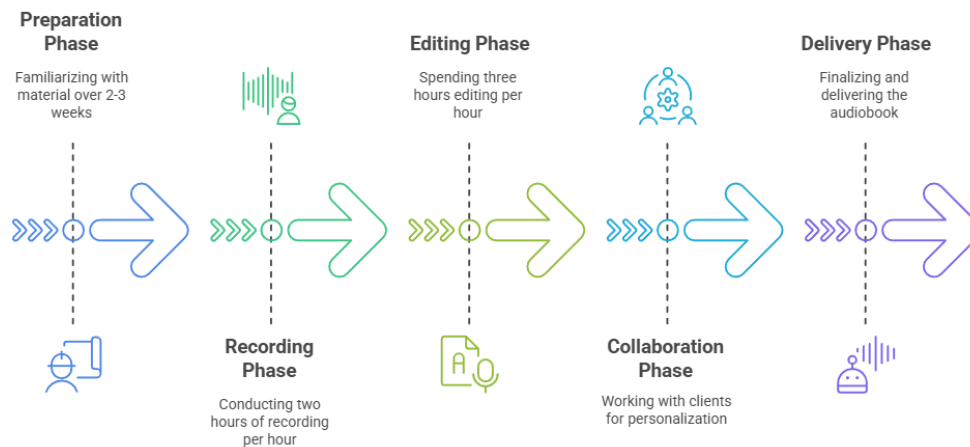 Preparation
Phase
Familiarizing with
material over 2-3
weeks
Recording
Phase
Conducting two
hours of recording
per hour
Editing Phase
Spending three
hours editing per
hour
A
Collaboration
Phase
Working with clients
for personalization
Delivery Phase
Finalizing and
delivering the
audiobook